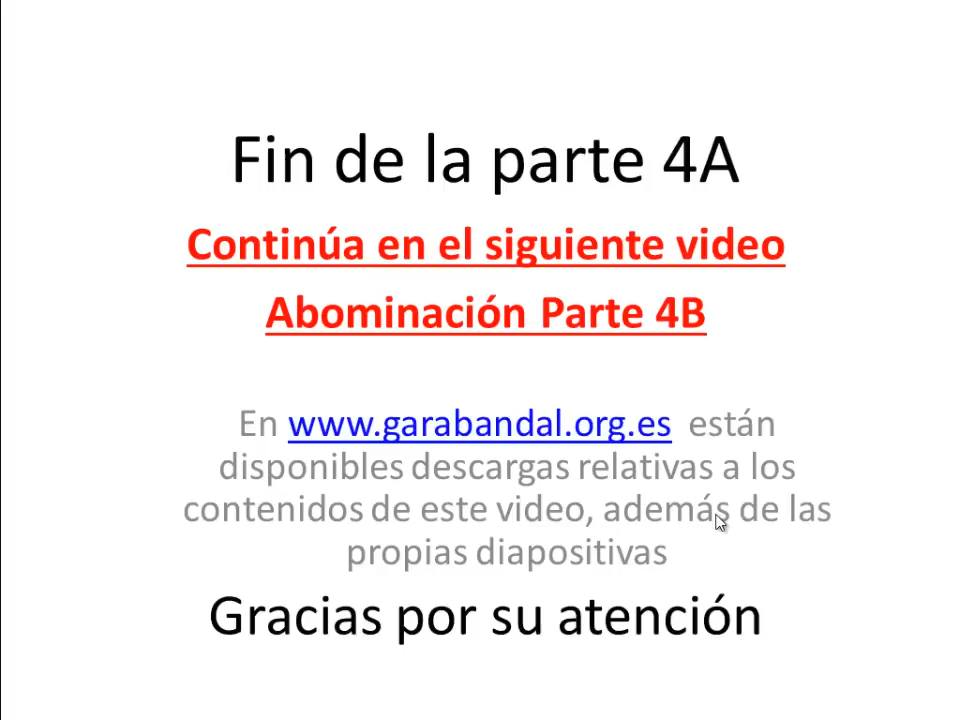 Fin de la parte 4A
Continúa en el siguiente video
Abominación Parte 4B
En www.garabandal.org.es están
disponibles descargas relativas a los
contenidos de este video, además de las
propias diapositivas
Gracias por su atención